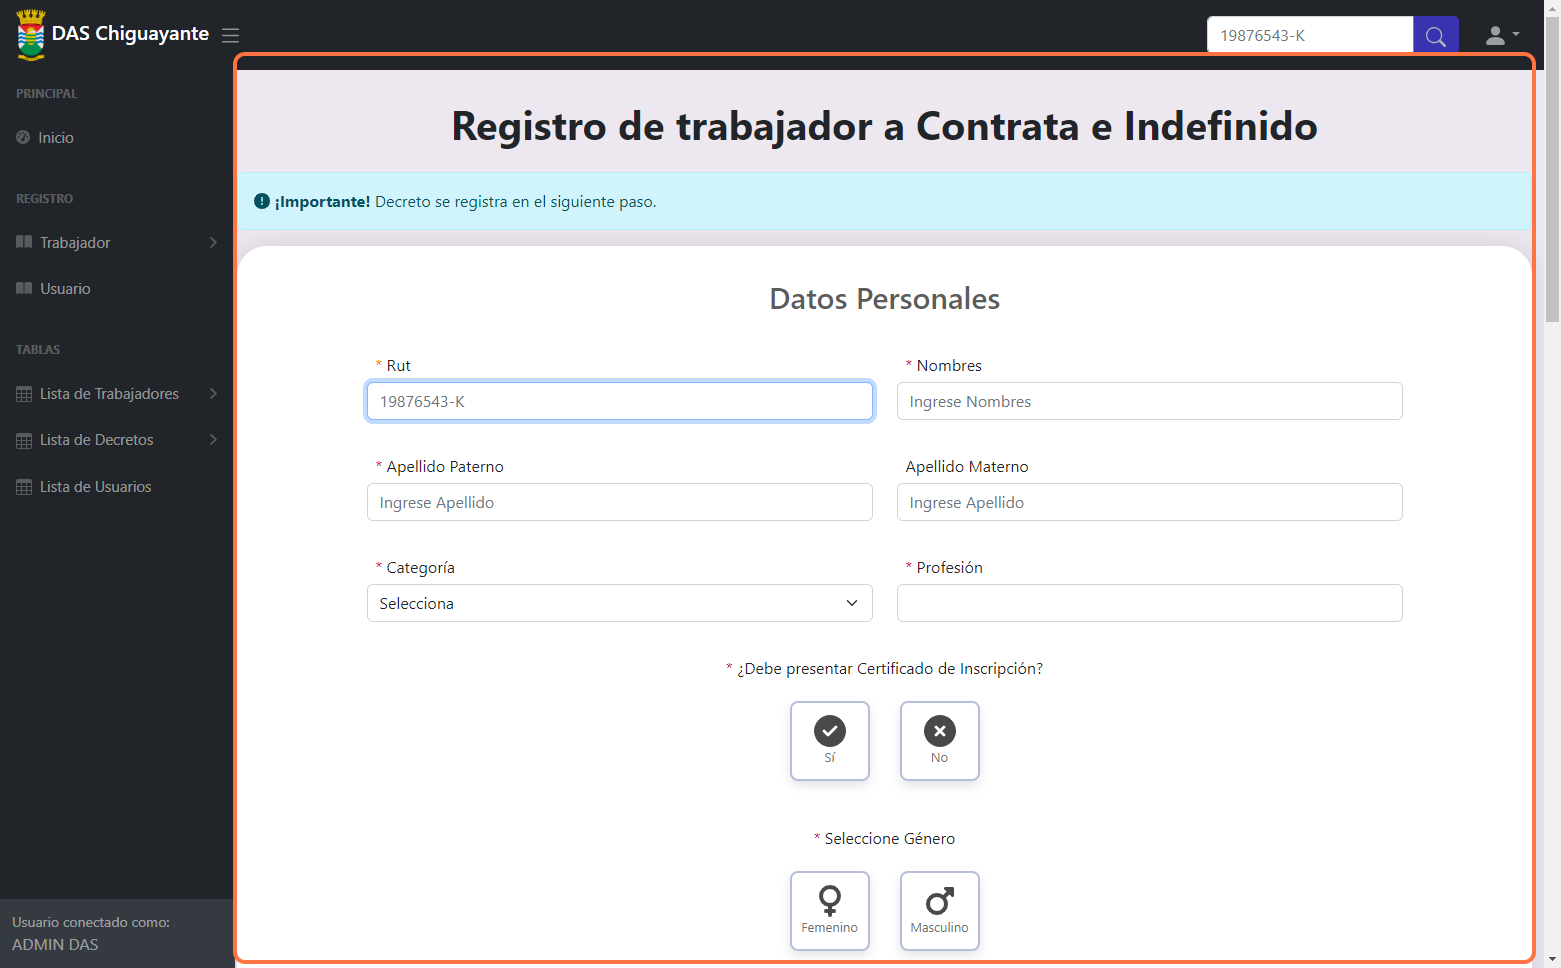 DAS Chiguayante
19876543-K
PRINCIPAL
Inicio
REGISTRO
Trabajador
Usuario
TABLAS
Lista de Trabajadores
Lista de Decretos
Lista de Usuarios
Usuario conectado como:
ADMIN DAS
Registro de trabajador a Contrata e Indefinido
¡Importante! Decreto se registra en el siguiente paso.
Datos Personales
* Rut
19876543-K
* Nombres
Ingrese Nombres
* Apellido Paterno
Ingrese Apellido
Apellido Materno
Ingrese Apellido
* Categoría
Selecciona
* Profesión
* ¿Debe presentar Certificado de Inscripción?
Sí
No
* Seleccione Género
Femenino
Masculino